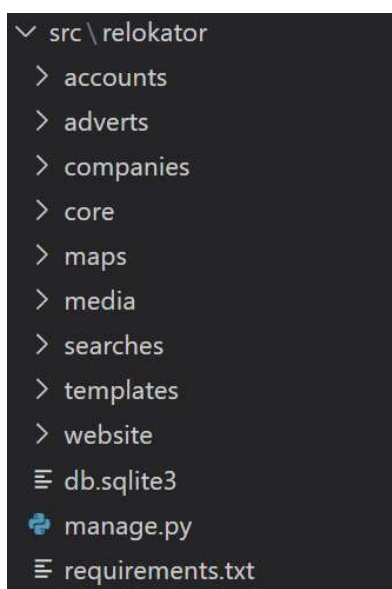 src\relokator
accounts
adverts
companies
core
maps
media
searches
templates
website
db.sqlite3
manage.py
requirements.txt